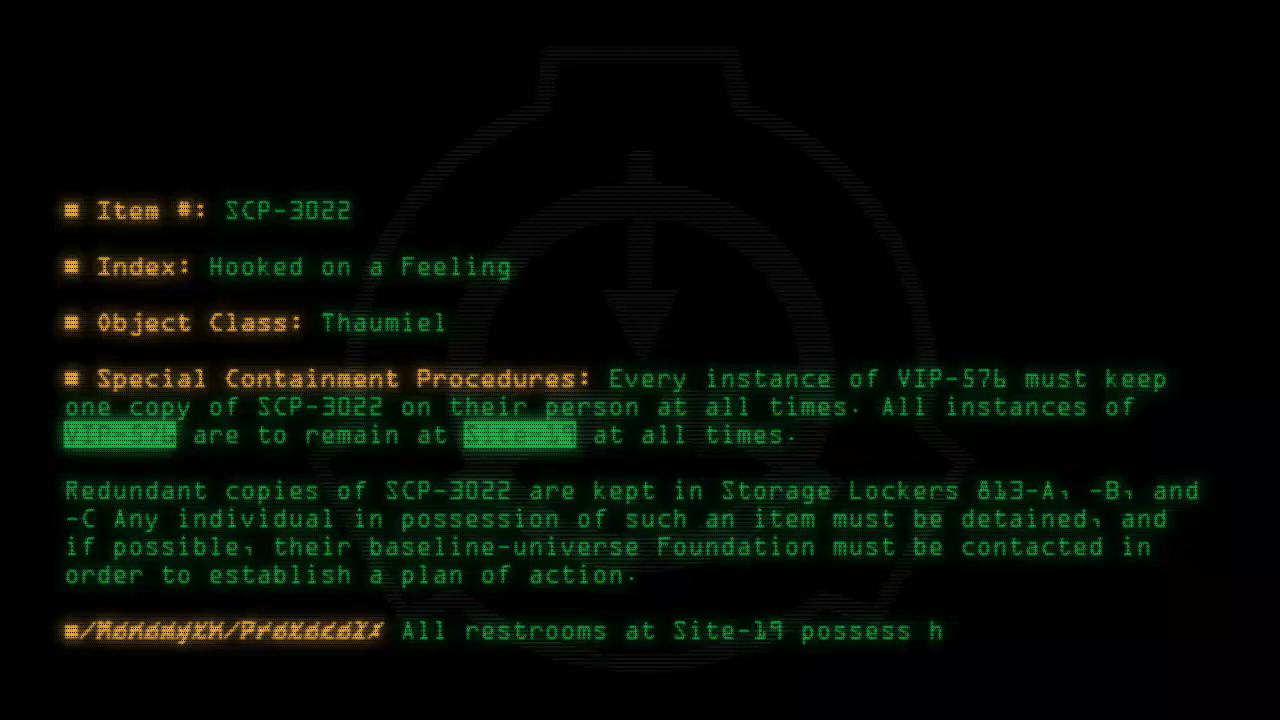 ■ Item #: SCP-3022
■ Index: Hooked on a Feeling
■ Object Class: Thaumiel
■ Special Containment Procedures: Every instance of VIP-576 must keep
one copy of SCP-3022 on their person at all times. All instances of
are to remain at at all times.
Redundant copies of SCP-3022 are kept in Storage Lockers 813-A, -B, and
-C Any individual in possession of such an item must be detained, and
if possible, their baseline-universe Foundation must be contacted in
order to establish a plan of action.
All restrooms at Site-19 possess h